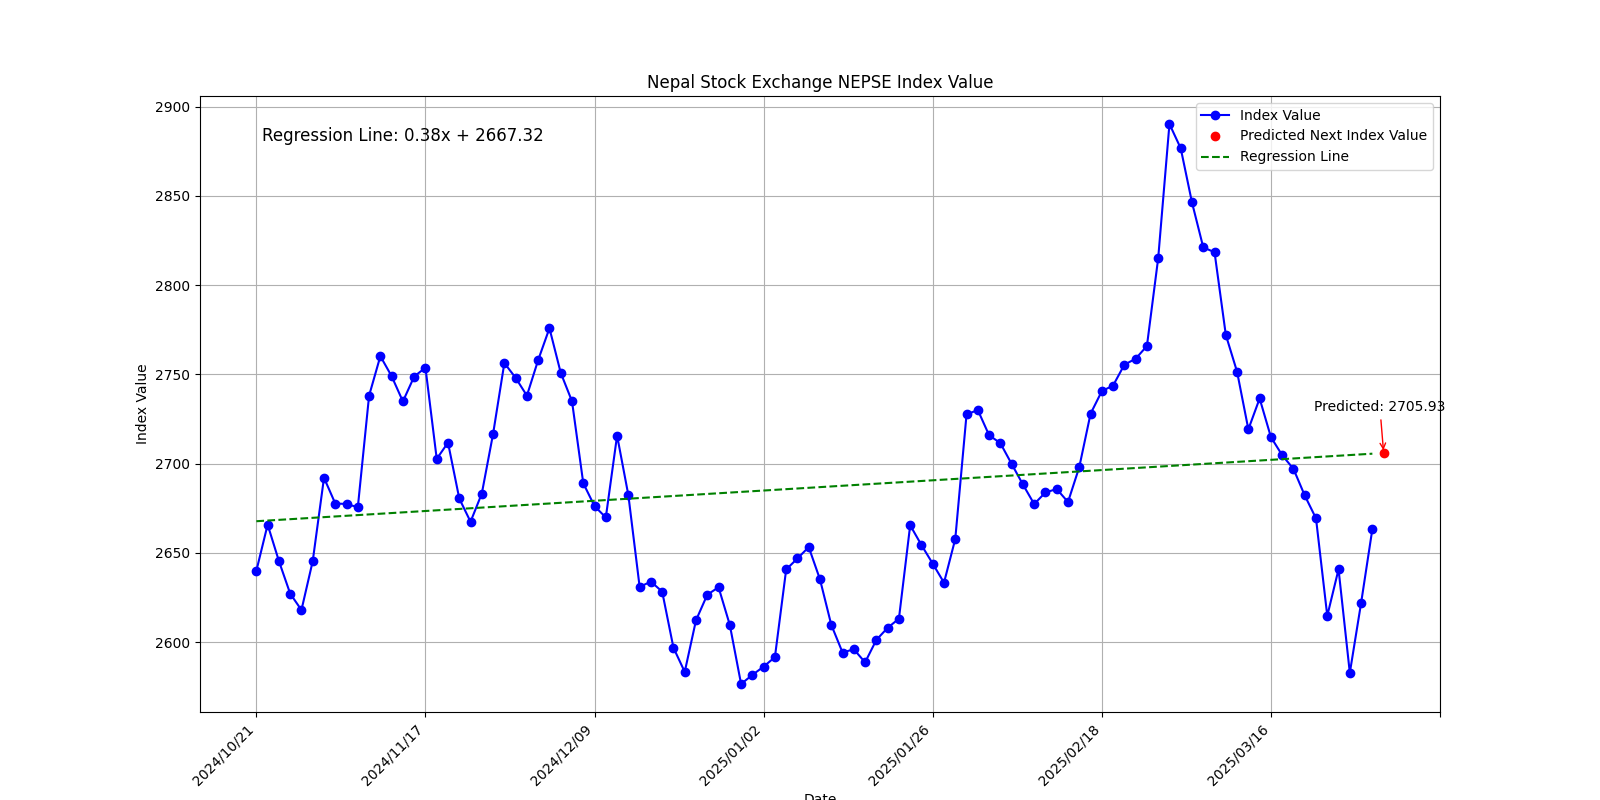 Nepal Stock Exchange NEPSE Index Value
2900
2850
2800
2750
2700
2650
2600
Index Value
Regression Line: 0.38x + 2667.32
Index Value
Predicted Next Index Value
Regression Line
Predicted: 2705.93
2024/10/21
2024/11/17
2024/12/09
2025/01/02
2025/01/26
2025/02/18
2025/03/16
Date